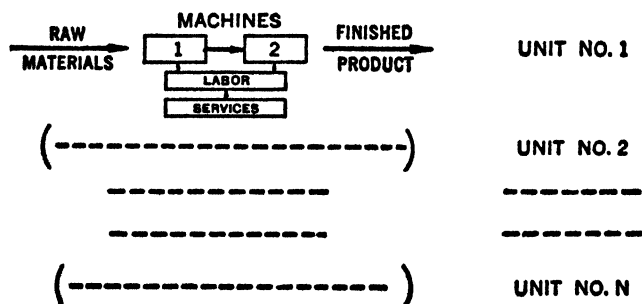 MACHINES
RAW MATERIALS
1
2
FINISHED PRODUCT
UNIT NO. 1
LABOR
SERVICES
UNIT NO. 2
UNIT NO. N